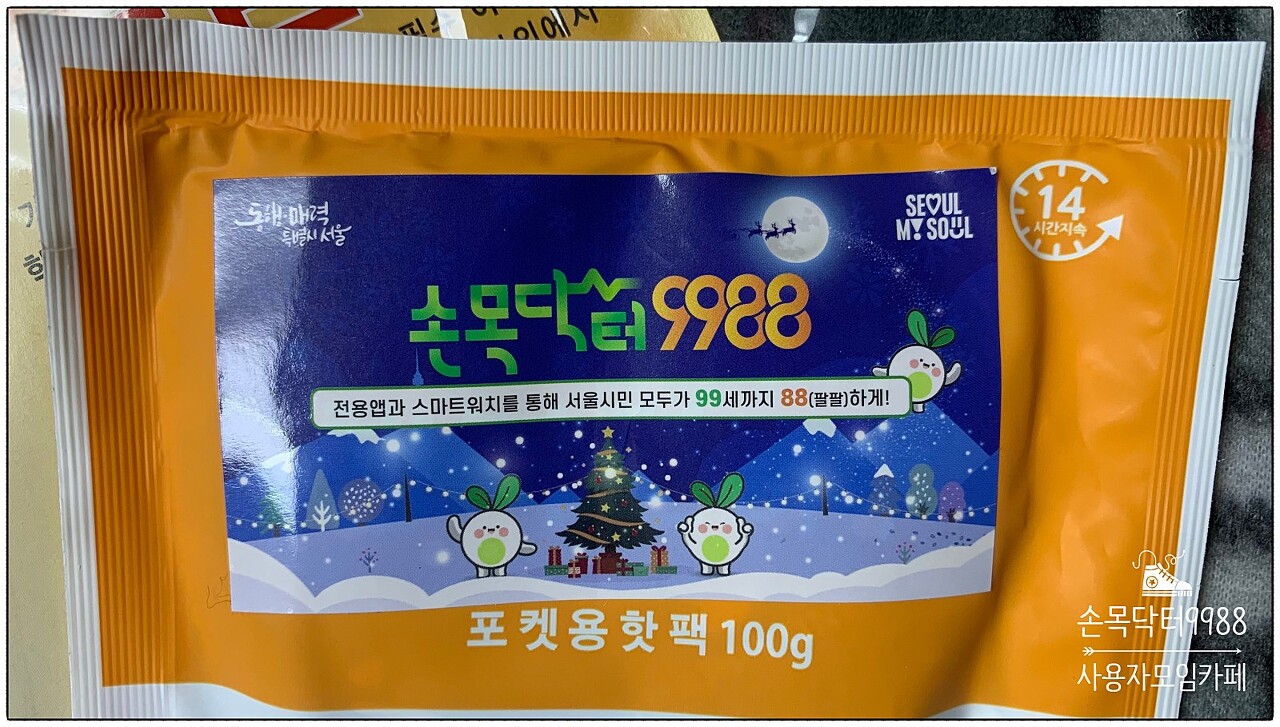 동행·매력
특별시 서울
SEOUL
MY SOUL
14
시간지속
손목닥터9988
전용앱과 스마트워치를 통해 서울시민 모두가 99세까지 88(팔팔)하게!
포켓용핫팩 100g
손목닥터9988
사용자모임카페